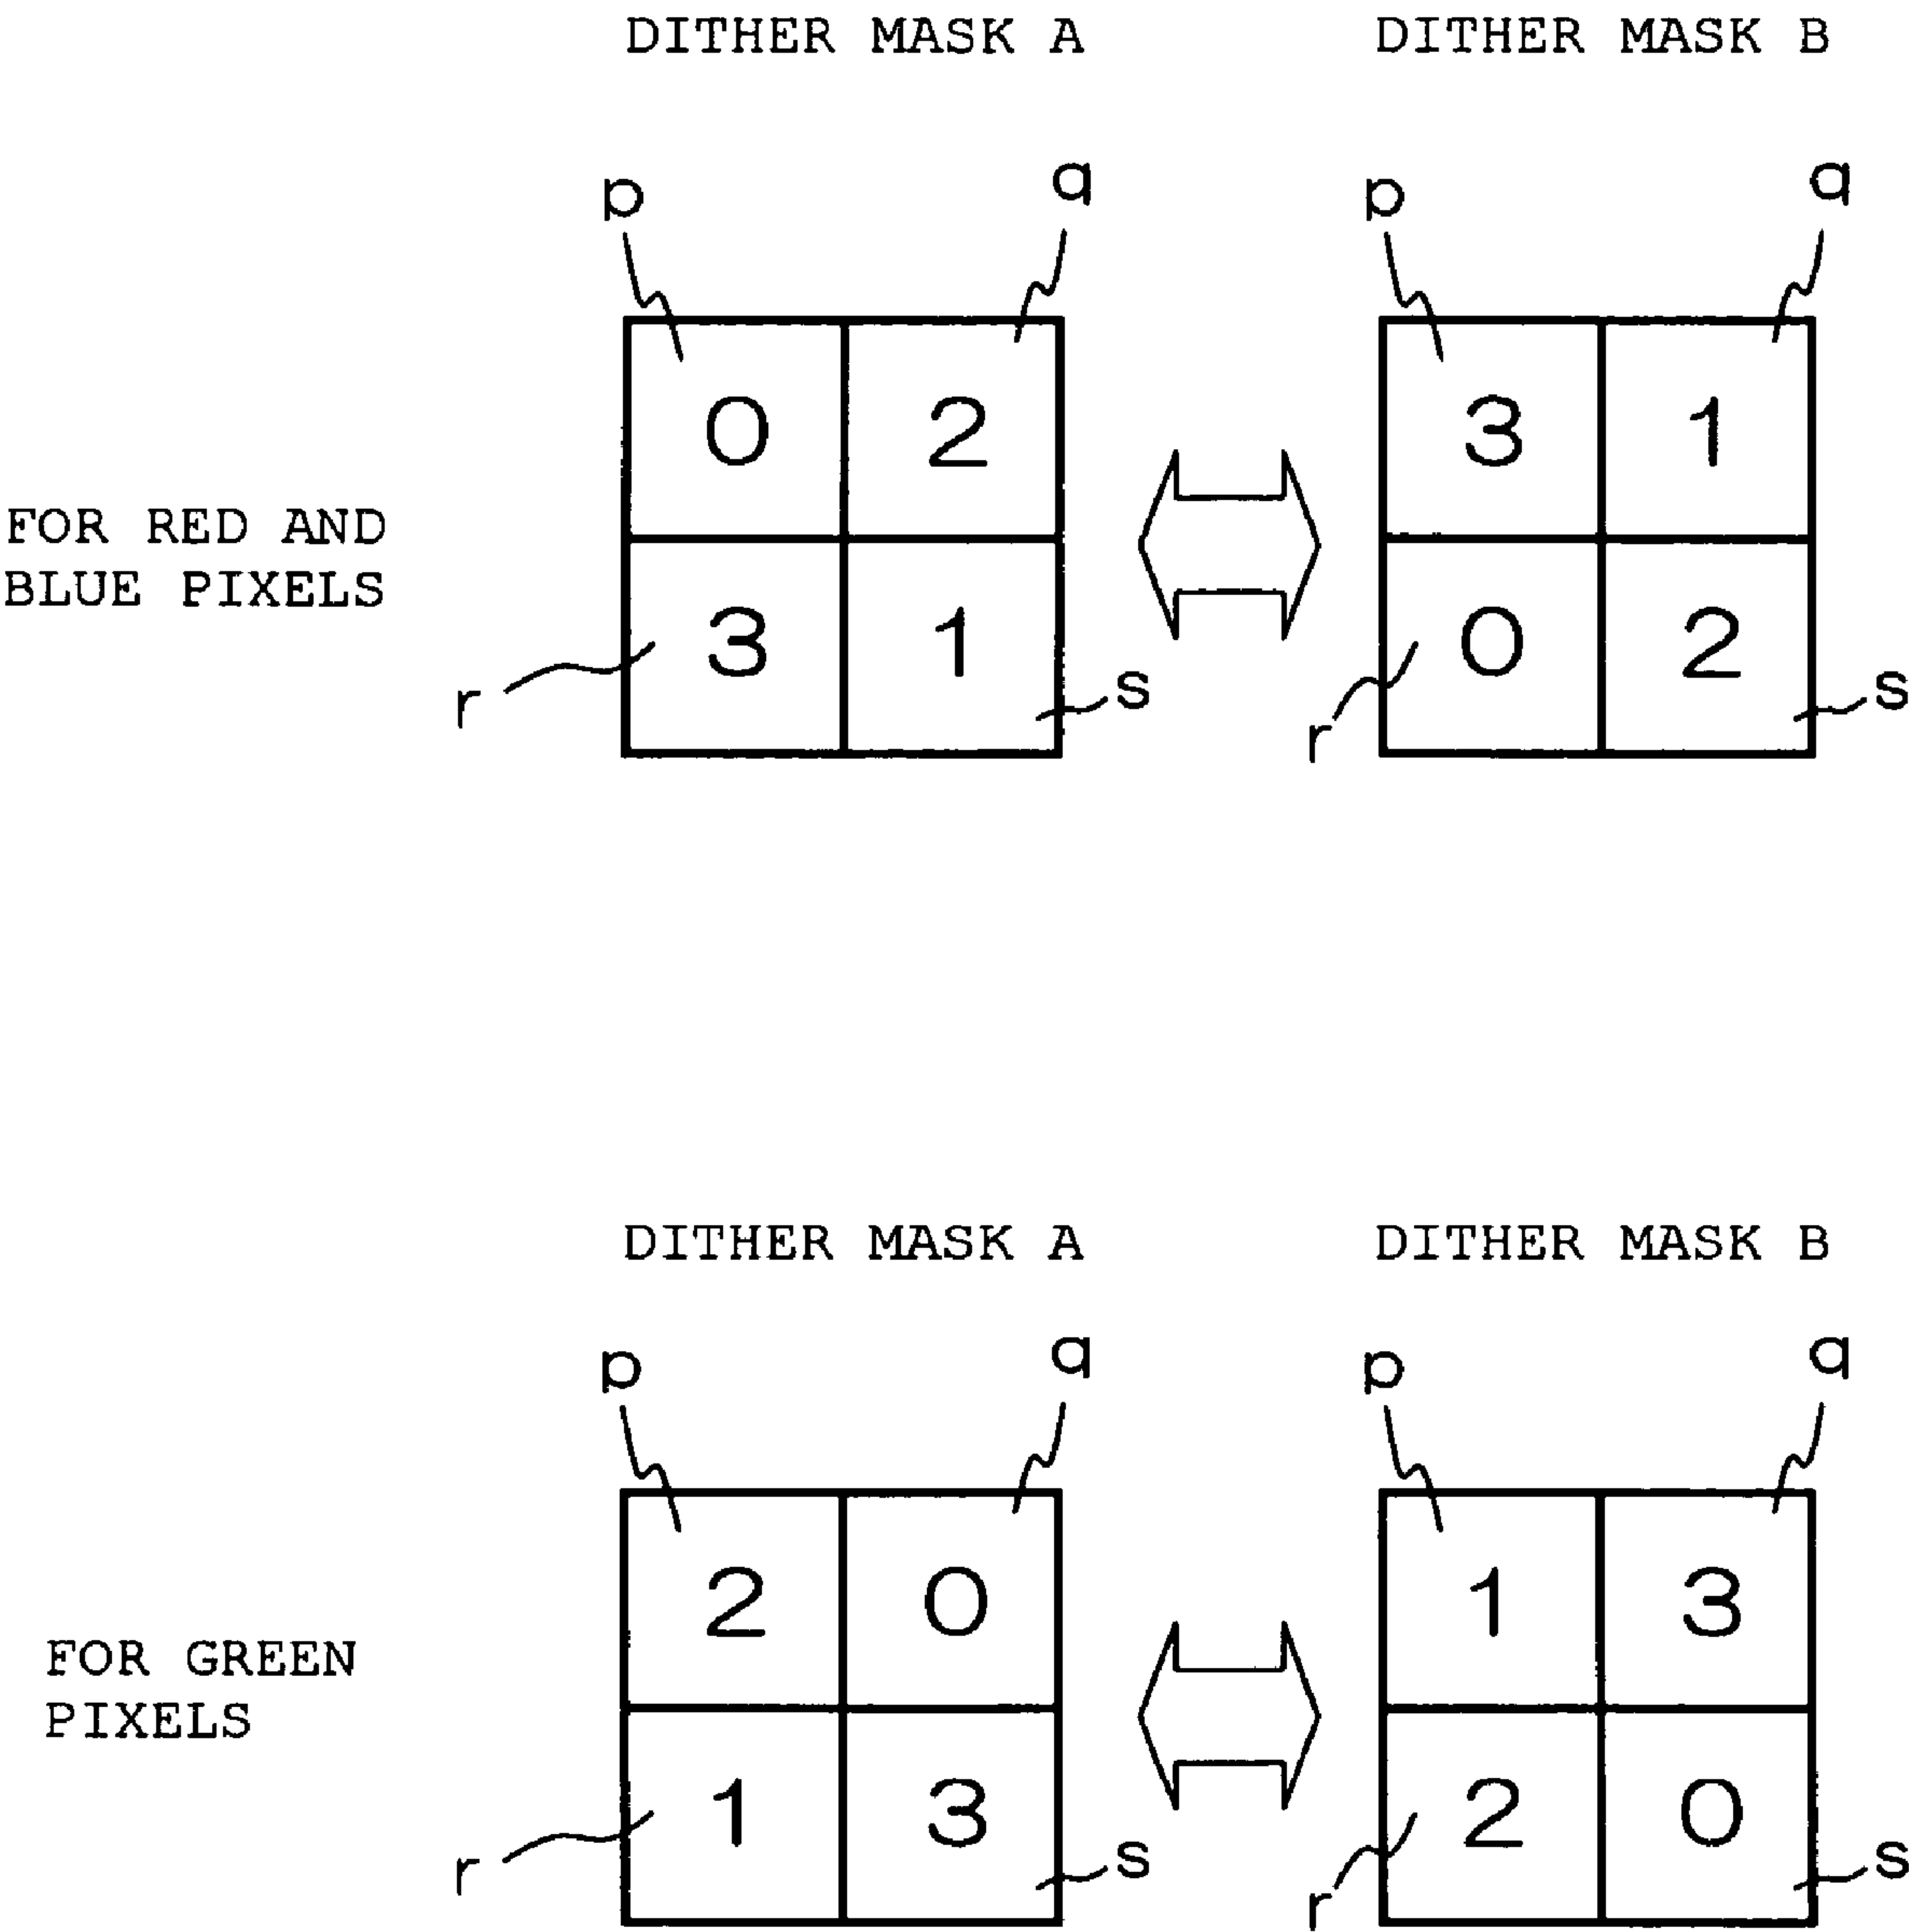 DITHER MASK A DITHER MASK B
p q p q
0 2 3 1
FOR RED AND
BLUE PIXELS
3 1 0 2
r s r s
DITHER MASK A DITHER MASK B
p q p q
2 0 1 3
FOR GREEN
PIXELS
1 3 2 0
r s r s